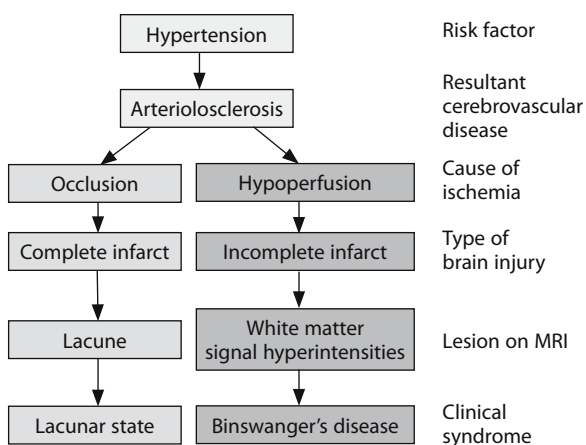 Hypertension
Risk factor
Arteriolosclerosis
Resultant
cerebrovascular
disease
Occlusion
Hypoperfusion
Cause of
ischemia
Complete infarct
Incomplete infarct
Type of
brain injury
Lacune
White matter
signal hyperintensities
Lesion on MRI
Lacunar state
Binswanger's disease
Clinical
syndrome